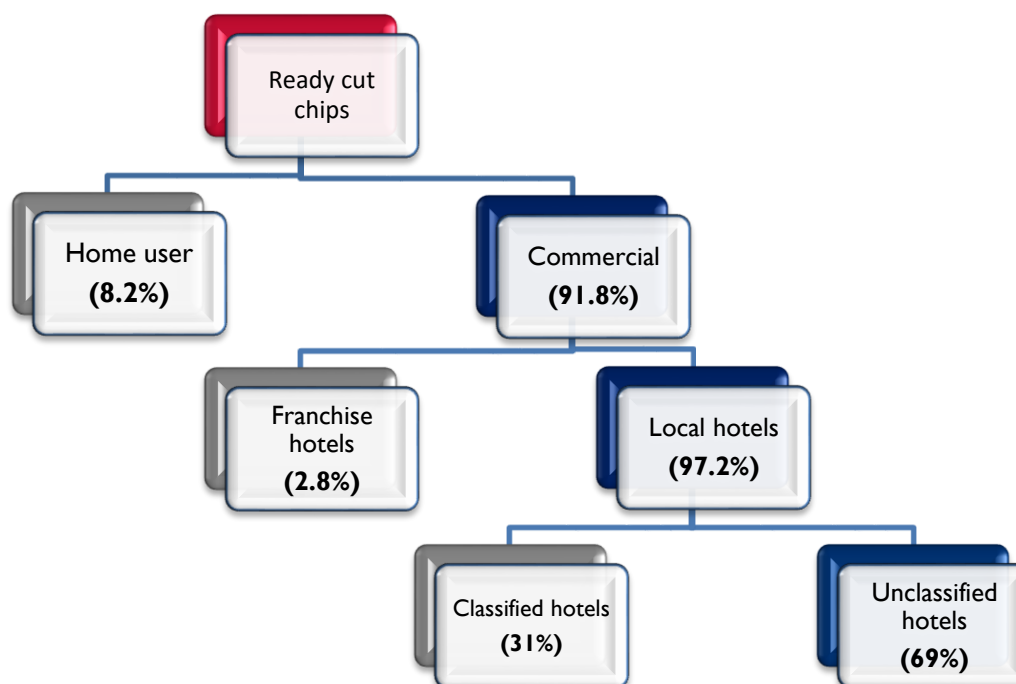 Ready cut
chips
Home user
(8.2%)
Commercial
(91.8%)
Franchise
hotels
(2.8%)
Local hotels
(97.2%)
Classified hotels
(31%)
Unclassified
hotels
(69%)